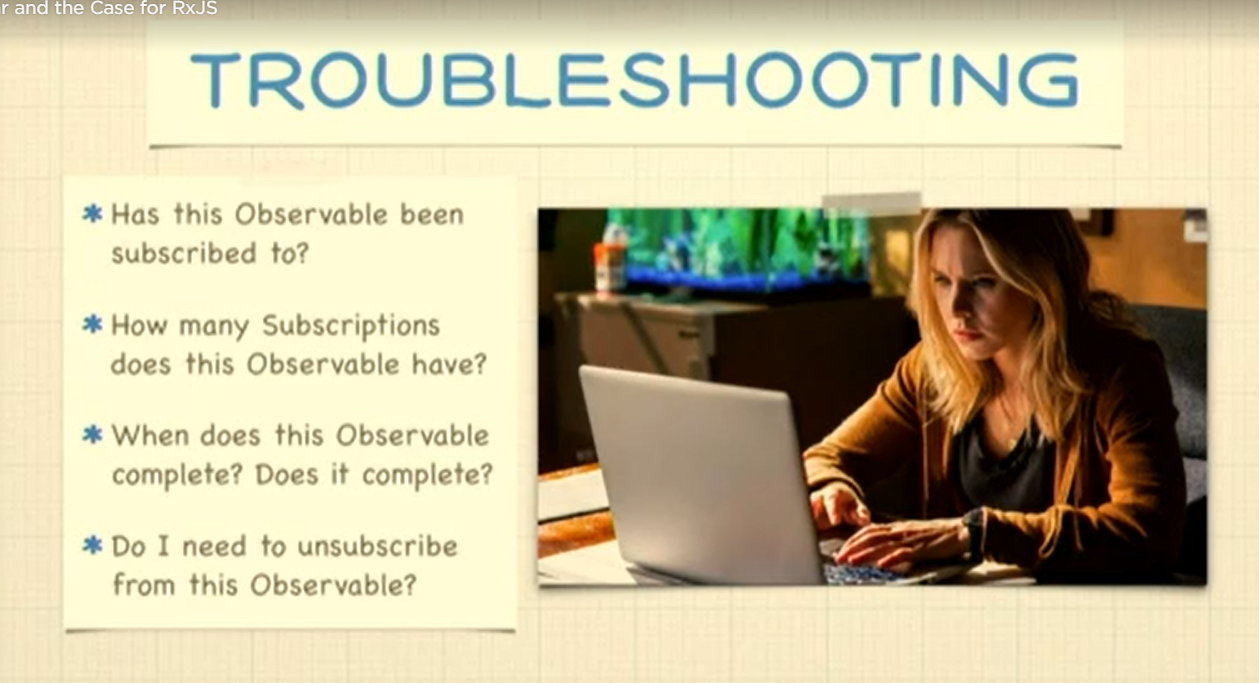 r and the Case for RxJS
TROUBLESHOOTING
* Has this Observable been
subscribed to?
* How many Subscriptions
does this Observable have?
* When does this Observable
complete? Does it complete?
* Do I need to unsubscribe
from this Observable?